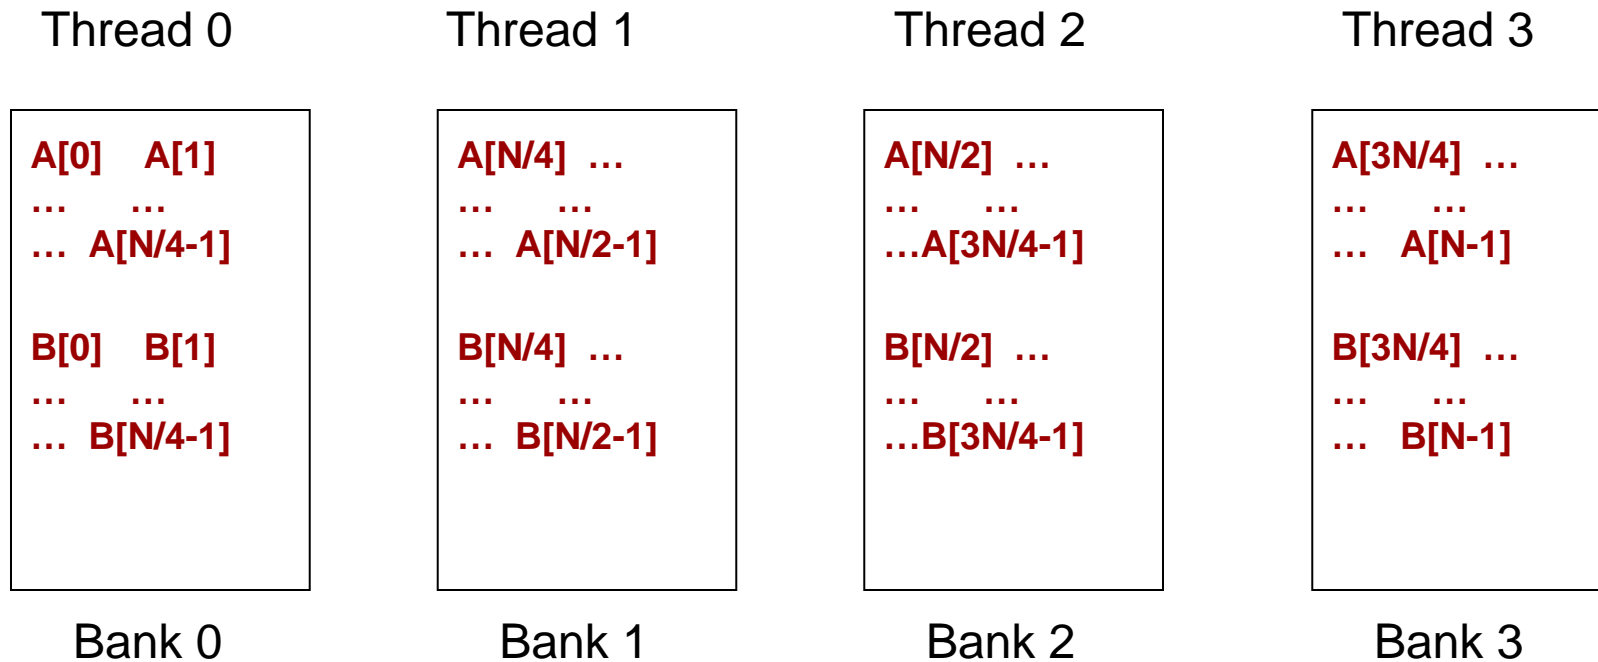 Thread 0 Thread 1 Thread 2 Thread 3
A[0] A[1]
… …
… A[N/4-1]
B[0] B[1]
… …
… B[N/4-1]
A[N/4] …
… …
… A[N/2-1]
B[N/4] …
… …
… B[N/2-1]
A[N/2] …
… …
…A[3N/4-1]
B[N/2] …
… …
…B[3N/4-1]
A[3N/4] …
… …
… A[N-1]
B[3N/4] …
… …
… B[N-1]
Bank 0 Bank 1 Bank 2 Bank 3